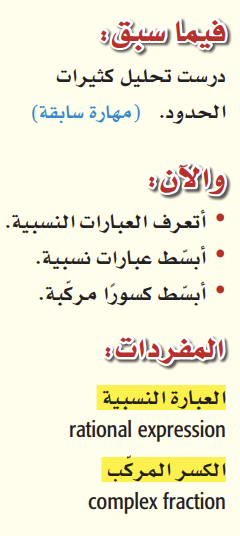 فيما سبق:
درست تحليل كثيرات
الحدود. (مهارة سابقة)
والآن:
• أتعرف العبارات النسبية.
• أبسّط عبارات نسبية.
• أبسّط كسورًا مركّبة.
المفردات:
العبارة النسبية
rational expression
الكسر المركّب
complex fraction